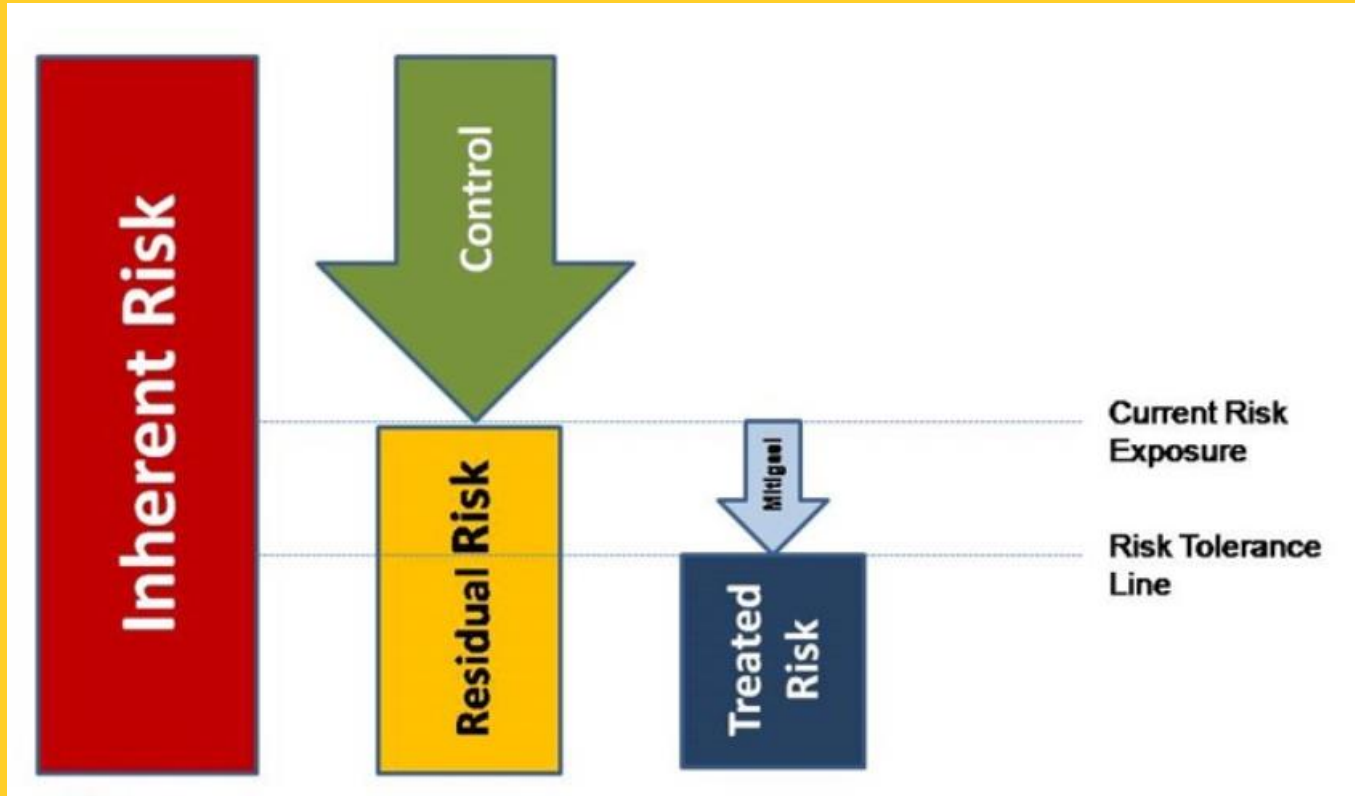 Inherent Risk
Control
Residual Risk
Treated
Risk
Current Risk
Exposure
Risk Tolerance
Line